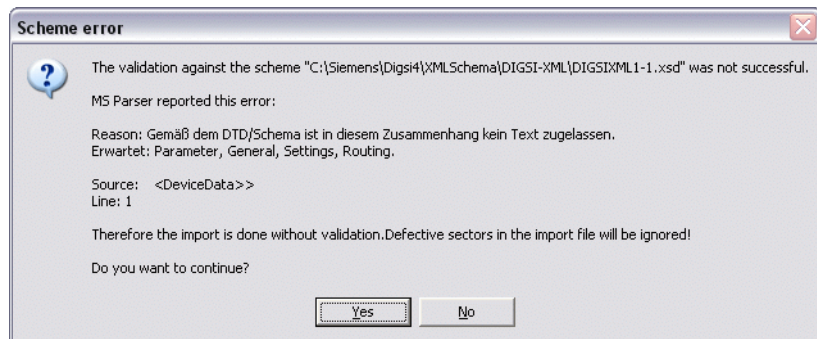 Scheme error
The validation against the scheme "C:\Siemens\Digsi4\XMLSchema\DIGSI-XML\DIGSIXML1-1.xsd" was not successful.
MS Parser reported this error:
Reason: Gemäß dem DTD/Schema ist in diesem Zusammenhang kein Text zugelassen.
Erwartet: Parameter, General, Settings, Routing.
Source: <DeviceData>>
Line: 1
Therefore the import is done without validation.Defective sectors in the import file will be ignored!
Do you want to continue?
Yes No